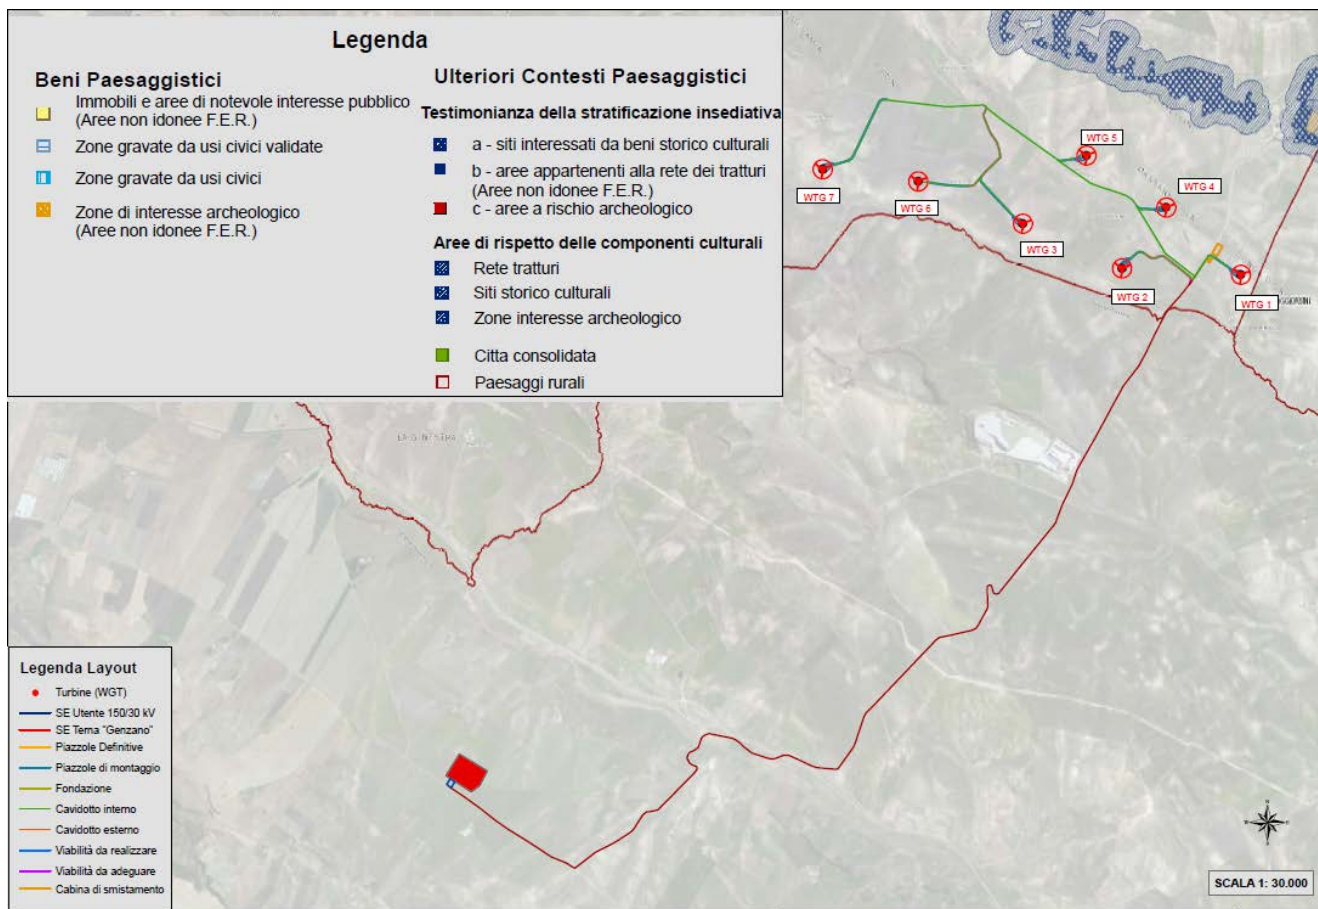 Legenda
Beni Paesaggistici
Immobili e aree di notevole interesse pubblico
(Aree non idonee F.E.R.)
Zone gravate da usi civici validate
Zone gravate da usi civici
Zone di interesse archeologico
(Aree non idonee F.E.R.)
Ulteriori Contesti Paesaggistici
Testimonianza della stratificazione insediativa
a - siti interessati da beni storico culturali
b - aree appartenenti alla rete dei tratturi
(Aree non idonee F.E.R.)
c - aree a rischio archeologico
Aree di rispetto delle componenti culturali
Rete tratturi
Siti storico culturali
Zone interesse archeologico
Citta consolidata
Paesaggi rurali
WTG 5
WTG 7
WTG 6
WTG 4
WTG 3
WTG 2
WTG 1
LA GINESTRA
Legenda Layout
Turbine (WGT)
SE Utente 150/30 kV
SE Terna "Genzano"
Piazzole Definitive
Piazzole di montaggio
Fondazione
Cavidotto interno
Cavidotto esterno
Viabilità da realizzare
Viabilità da adeguare
Cabina di smistamento
SCALA 1: 30.000